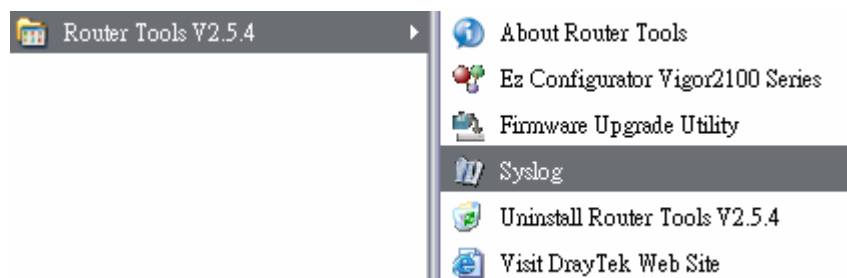 Router Tools V2.5.4
About Router Tools
Ez Configurator Vigor2100 Series
Firmware Upgrade Utility
Syslog
Uninstall Router Tools V2.5.4
Visit DrayTek Web Site